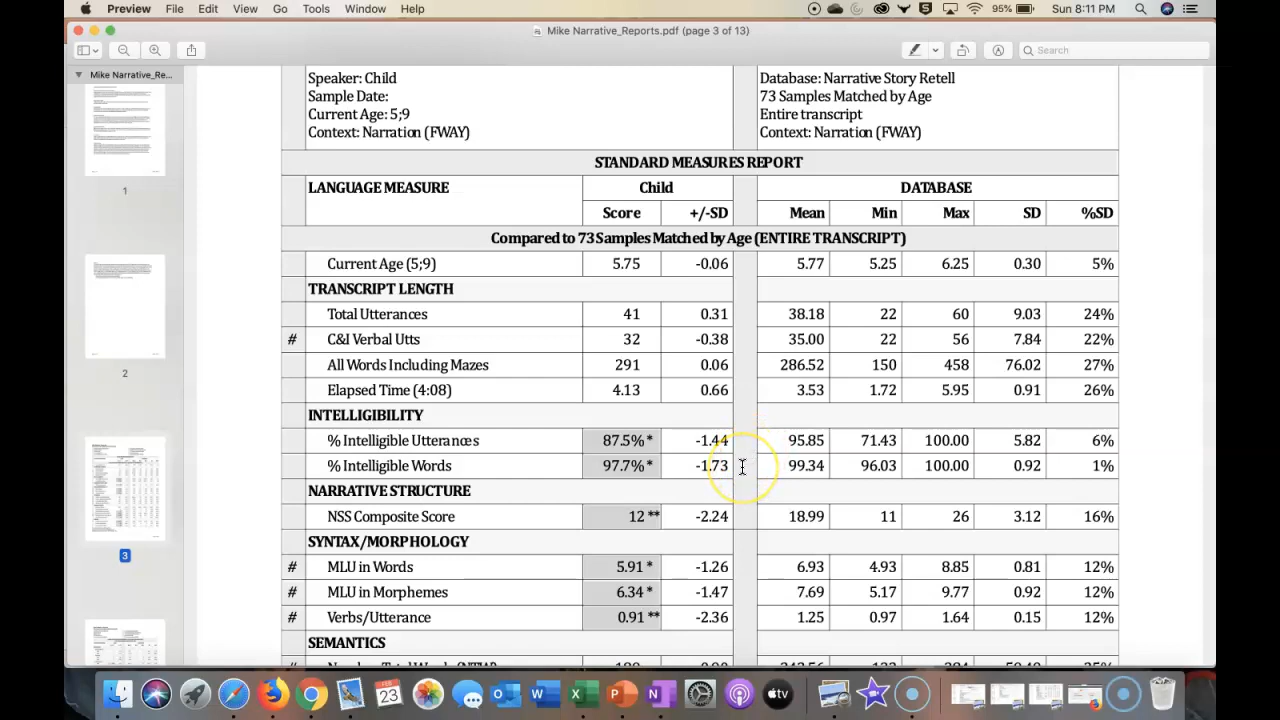 Preview File Edit View Go Tools Window Help 95% Sun 8:11 PM
Mike Narrative_Reports.pdf (page 3 of 13)
Search
Mike Narrative_Re...
1
2
3
Speaker: Child Database: Narrative Story Retell
Sample Date: 73 Samples Matched by Age
Current Age: 5;9 Entire transcript
Context: Narration (FWAY) Context: Narration (FWAY)
STANDARD MEASURES REPORT
LANGUAGE MEASURE Child DATABASE
Score +/-SD Mean Min Max SD %SD
Compared to 73 Samples Matched by Age (ENTIRE TRANSCRIPT)
Current Age (5;9) 5.75 -0.06 5.77 5.25 6.25 0.30 5%
TRANSCRIPT LENGTH
Total Utterances 41 0.31 38.18 22 60 9.03 24%
# C&I Verbal Utts 32 -0.38 35.00 22 56 7.84 22%
All Words Including Mazes 291 0.06 286.52 150 458 76.02 27%
Elapsed Time (4:08) 4.13 0.66 3.53 1.72 5.95 0.91 26%
INTELLIGIBILITY
% Intelligible Utterances 87.5% * -1.44 95.85 71.43 100.00 5.82 6%
% Intelligible Words 97.7% * -1.73 99.34 96.03 100.00 0.92 1%
NARRATIVE STRUCTURE
NSS Composite Score 12 ** -2.24 18.99 11 26 3.12 16%
SYNTAX/MORPHOLOGY
# MLU in Words 5.91 * -1.26 6.93 4.93 8.85 0.81 12%
# MLU in Morphemes 6.34 * -1.47 7.69 5.17 9.77 0.92 12%
# Verbs/Utterance 0.91 ** -2.36 1.25 0.97 1.64 0.15 12%
SEMANTICS
FEB
23